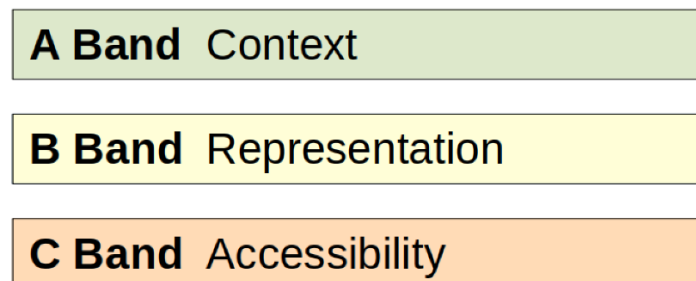 A Band Context
B Band Representation
C Band Accessibility